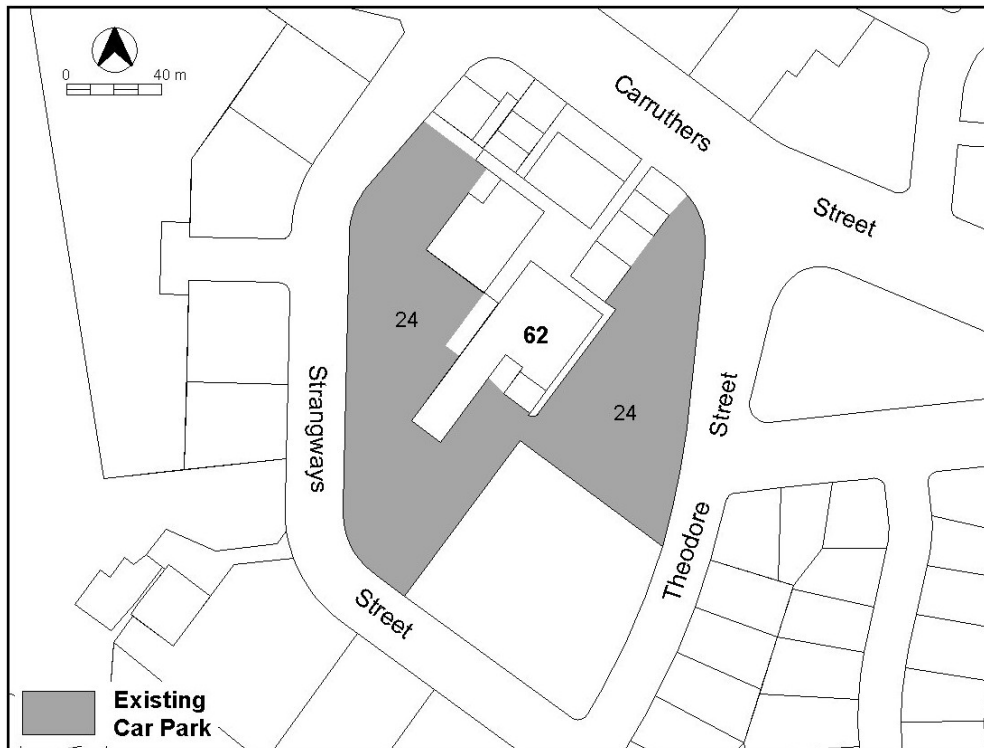 0 40 m
Carruthers
Street
24
62
24
Strangways
Street
Street
Theodore
Existing
Car Park